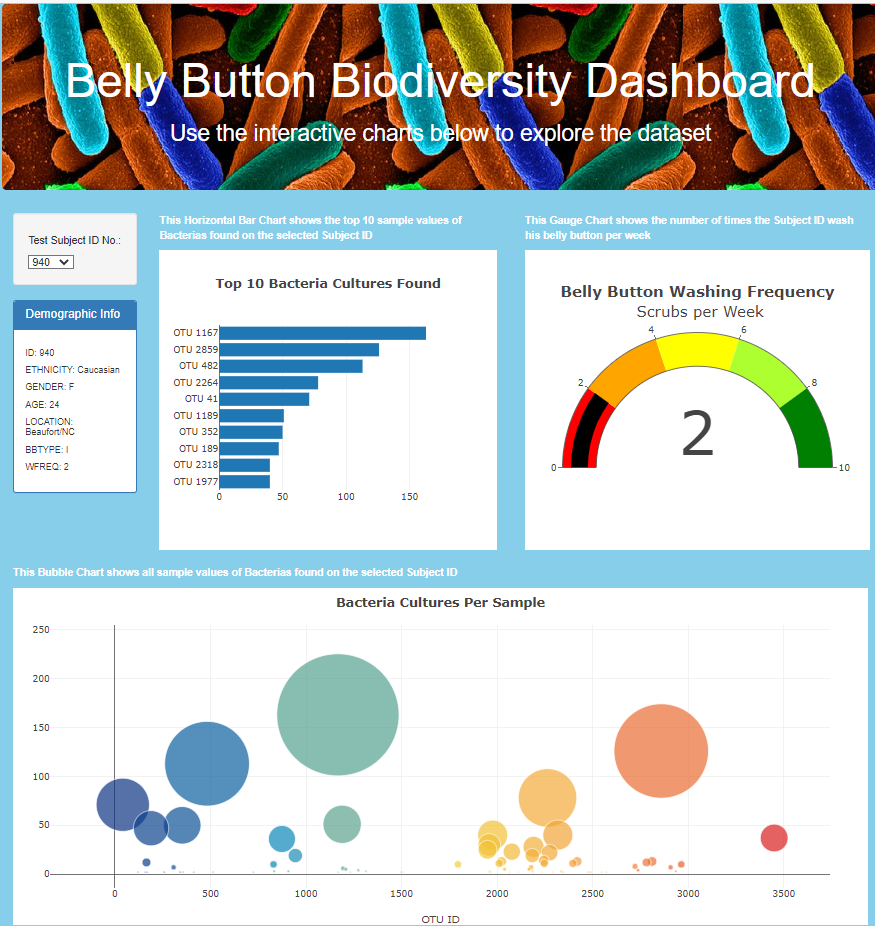 Belly Button Biodiversity Dashboard
Use the interactive charts below to explore the dataset
Test Subject ID No.:
940
Demographic Info
ID: 940
ETHNICITY: Caucasian
GENDER: F
AGE: 24
LOCATION:
Beaufort/NC
BBTYPE: I
WFREQ: 2
This Horizontal Bar Chart shows the top 10 sample values of
Bacterias found on the selected Subject ID
Top 10 Bacteria Cultures Found
OTU 1167
OTU 2859
OTU 482
OTU 2264
OTU 41
OTU 1189
OTU 352
OTU 189
OTU 2318
OTU 1977
0 50 100 150
This Gauge Chart shows the number of times the Subject ID wash
his belly button per week
Belly Button Washing Frequency
Scrubs per Week
4 6
2 8
2
0 10
This Bubble Chart shows all sample values of Bacterias found on the selected Subject ID
Bacteria Cultures Per Sample
250
200
150
100
50
0
0 500 1000 1500 2000 2500 3000 3500
OTU ID